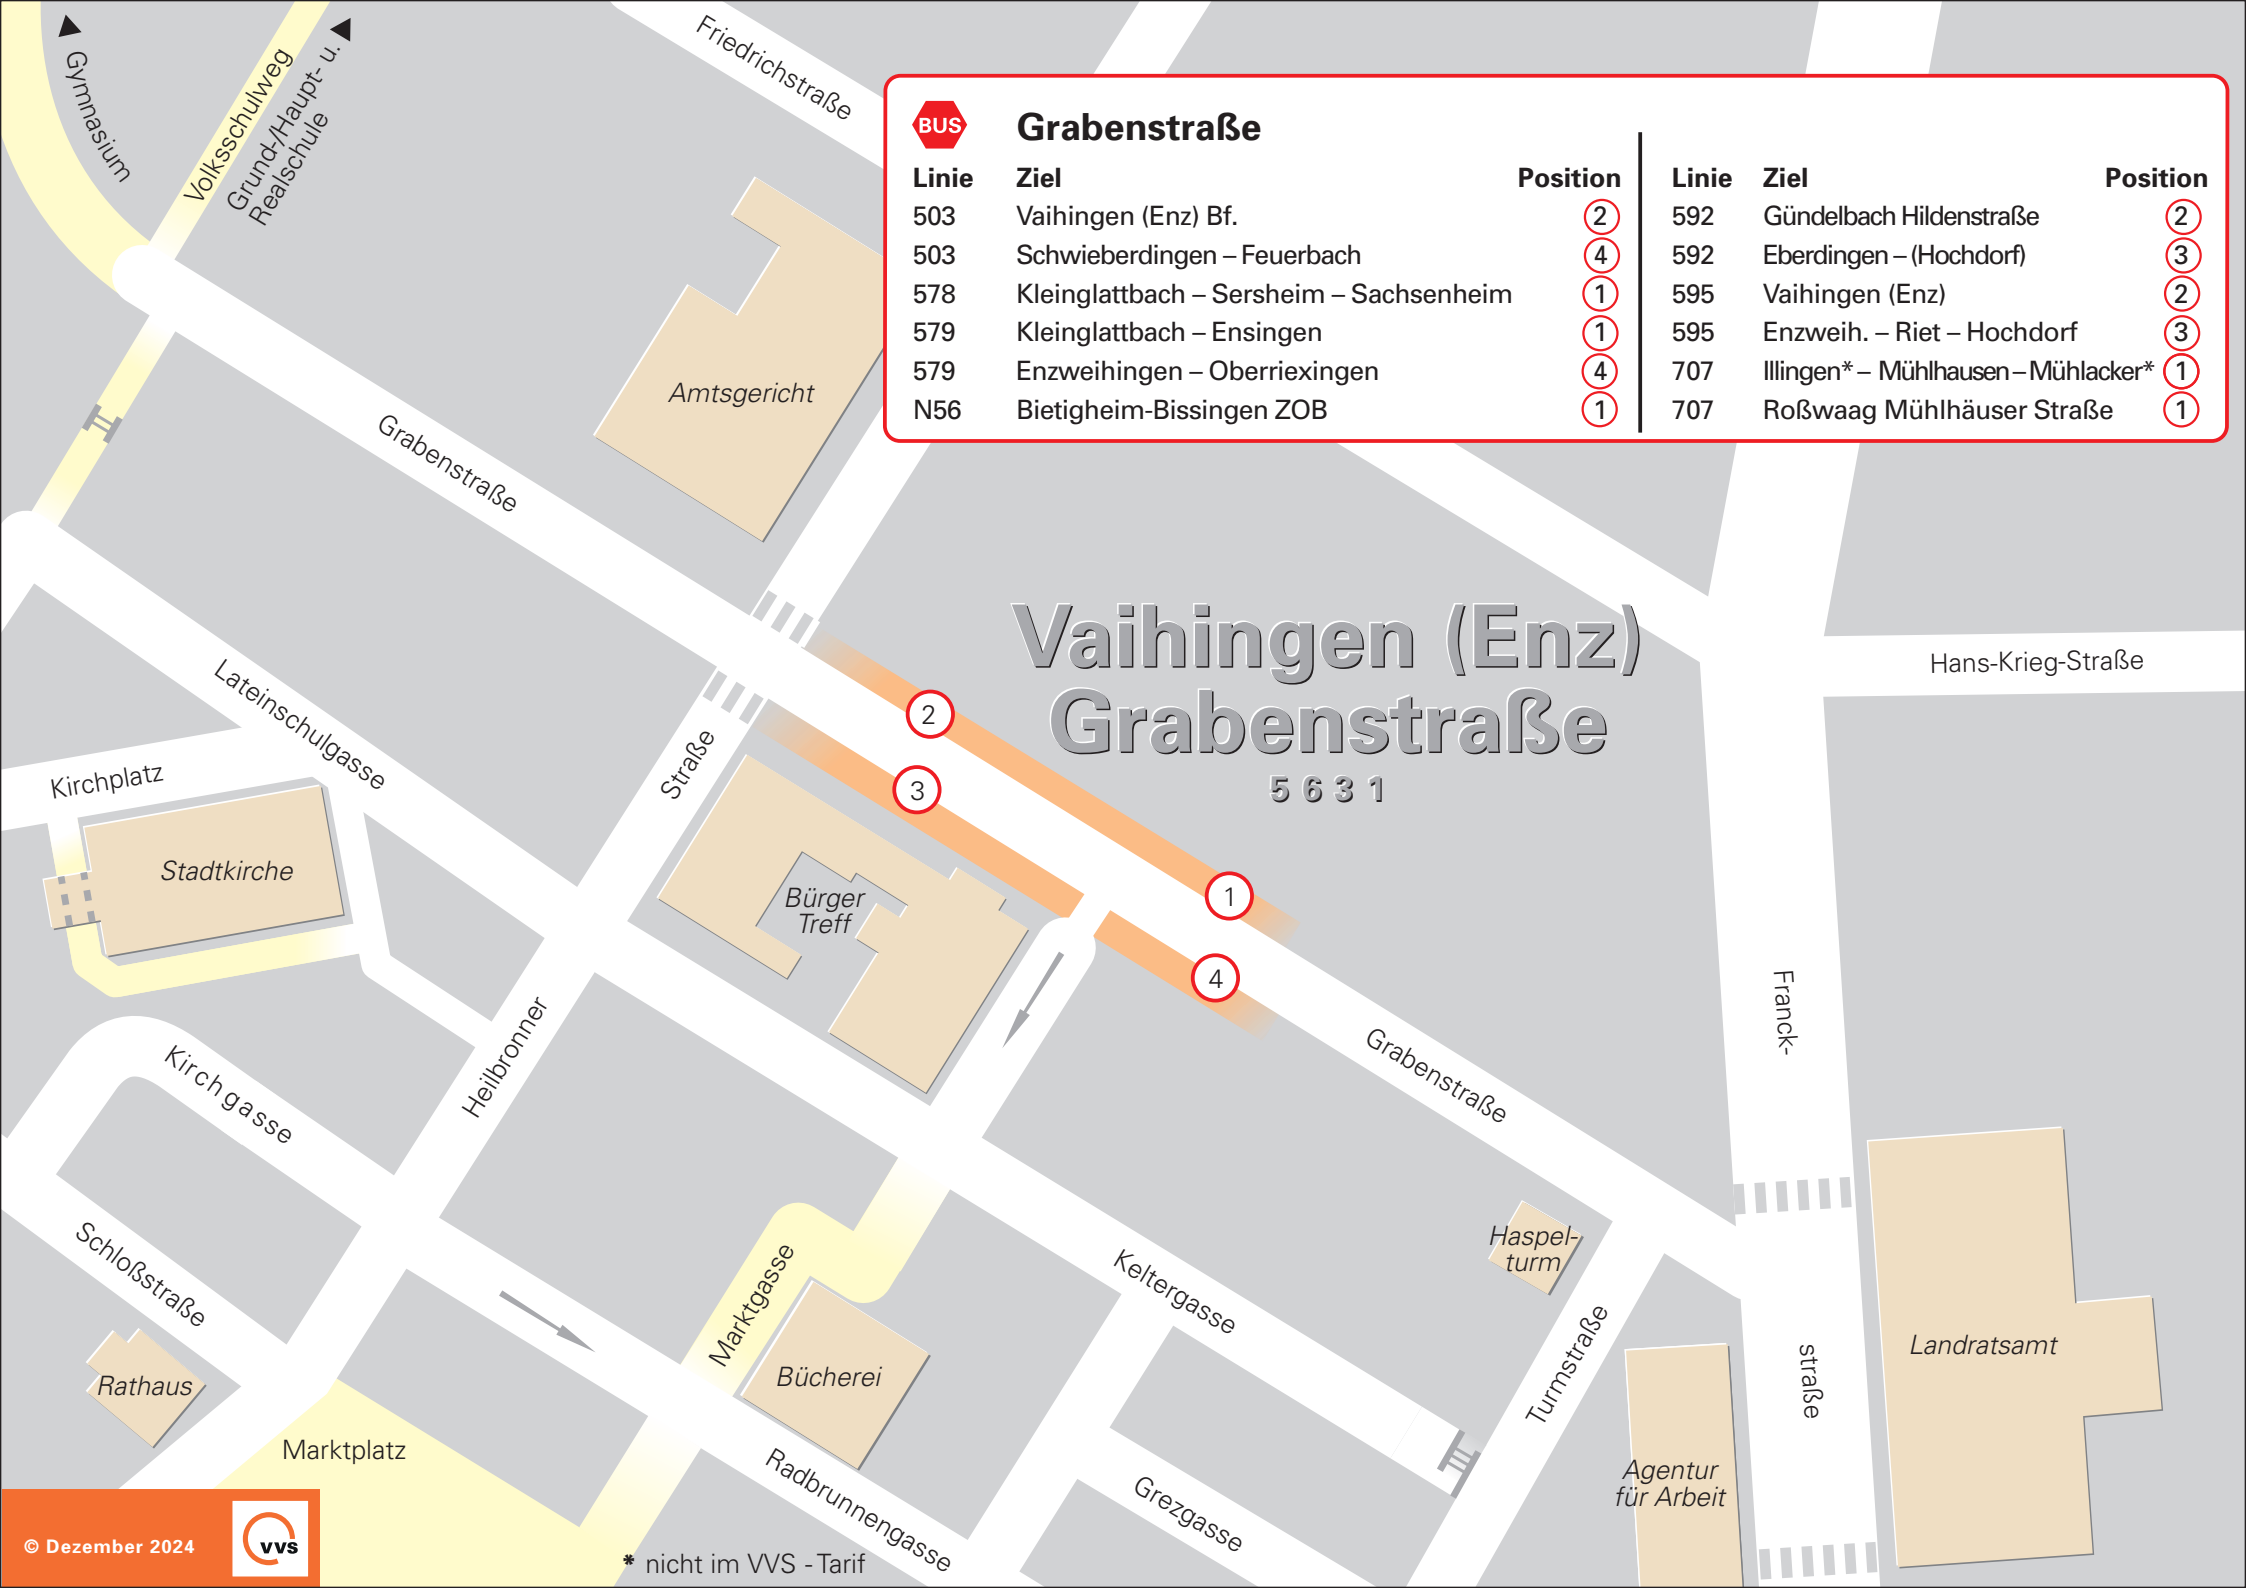 Gymnasium
Volksschulweg
Grund-/Haupt- u.
Realschule
Friedrichstraße
BUS
Grabenstraße
Linie Ziel Position
503 Vaihingen (Enz) Bf. 2
503 Schwieberdingen – Feuerbach 4
578 Kleinglattbach – Sersheim – Sachsenheim 1
579 Kleinglattbach – Ensingen 1
579 Enzweihingen – Oberriexingen 4
N56 Bietigheim-Bissingen ZOB 1
Linie Ziel Position
592 Gündelbach Hildenstraße 2
592 Eberdingen – (Hochdorf) 3
595 Vaihingen (Enz) 2
595 Enzweih. – Riet – Hochdorf 3
707 Illingen* – Mühlhausen – Mühlacker* 1
707 Roßwaag Mühlhäuser Straße 1
Amtsgericht
Grabenstraße
Vaihingen (Enz)
Grabenstraße
5631
Hans-Krieg-Straße
Lateinschulgasse
Kirchplatz
Straße
2
3
1
4
Stadtkirche
Bürger
Treff
Franck-
Heilbronner
Kirchgasse
Grabenstraße
Schloßstraße
Haspel-
turm
Marktgasse
Keltergasse
Turmstraße
straße
Landratsamt
Rathaus
Bücherei
Marktplatz
Agentur
für Arbeit
Radbrunnengasse
Grezgasse
© Dezember 2024
vvs
* nicht im VVS - Tarif